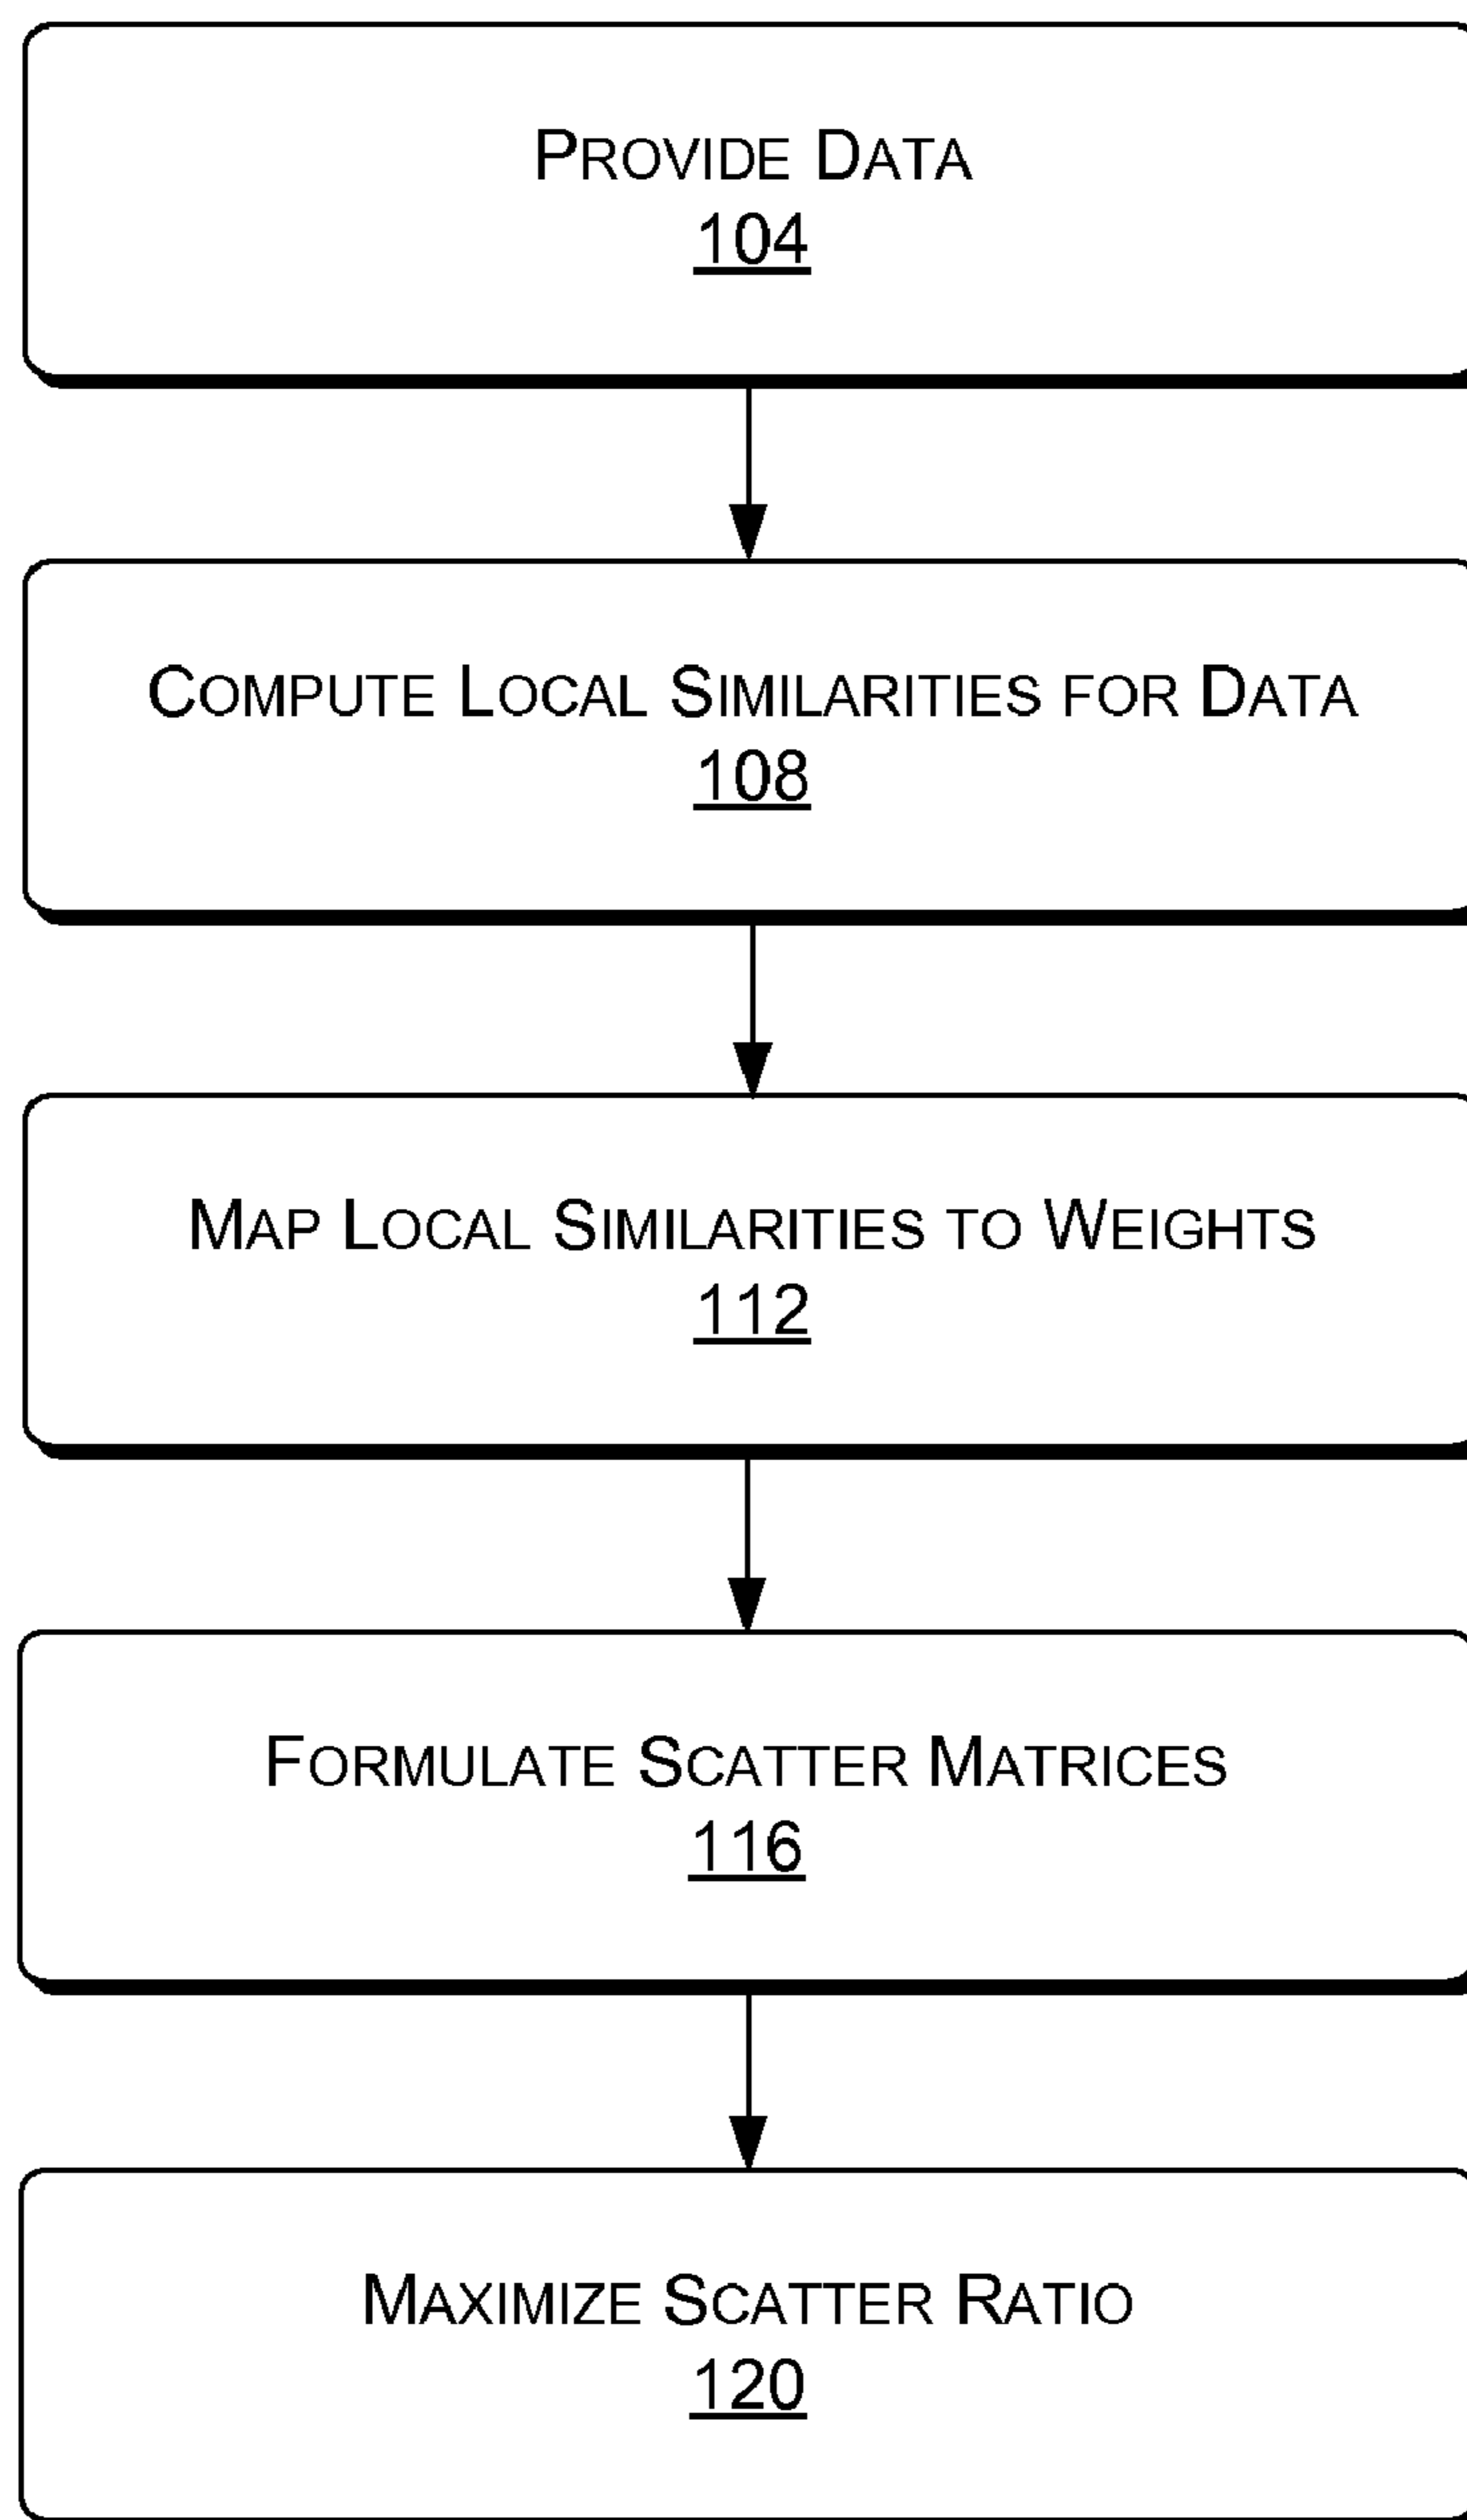 PROVIDE DATA
104
COMPUTE LOCAL SIMILARITIES FOR DATA
108
MAP LOCAL SIMILARITIES TO WEIGHTS
112
FORMULATE SCATTER MATRICES
116
MAXIMIZE SCATTER RATIO
120